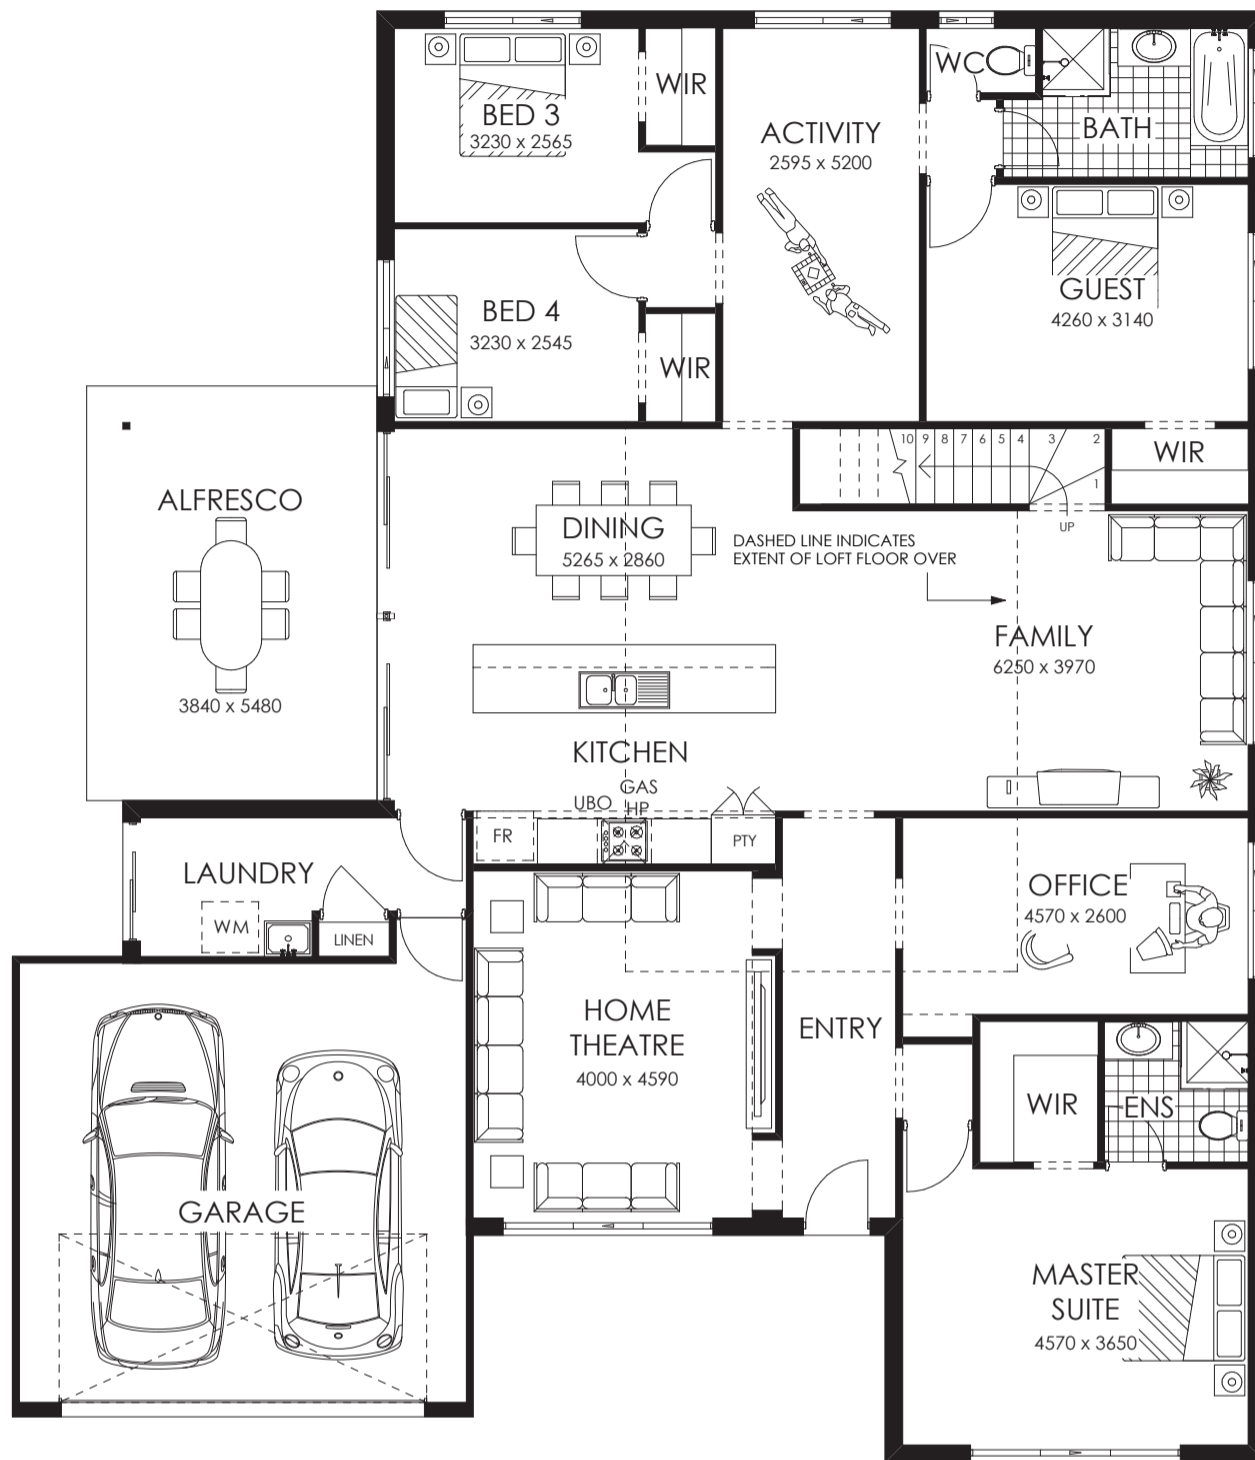 BED 3
3230 x 2565
WIR
ACTIVITY
2595 x 5200
WC
BATH
BED 4
3230 x 2545
WIR
GUEST
4260 x 3140
WIR
10 9 8 7 6 5 4 3 2
1
UP
ALFRESCO
3840 x 5480
DINING
5265 x 2860
DASHED LINE INDICATES
EXTENT OF LOFT FLOOR OVER
FAMILY
6250 x 3970
KITCHEN
GAS
UBO HP
FR
PTY
LAUNDRY
WM
LINEN
OFFICE
4570 x 2600
HOME
THEATRE
4000 x 4590
ENTRY
WIR
ENS
GARAGE
MASTER
SUITE
4570 x 3650